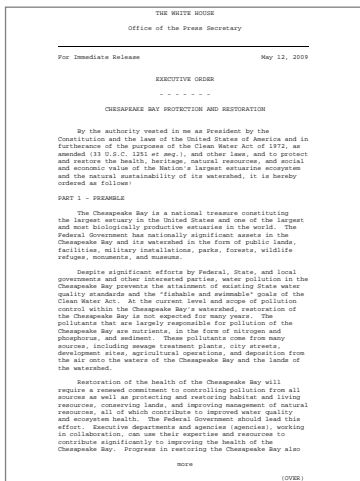 THE WHITE HOUSE
Office of the Press Secretary
For Immediate Release May 12, 2009
EXECUTIVE ORDER
- - - - - - -
CHESAPEAKE BAY PROTECTION AND RESTORATION
By the authority vested in me as President by the
Constitution and the laws of the United States of America and in
furtherance of the purposes of the Clean Water Act of 1972, as
amended (33 U.S.C. 1251 et seq.), and other laws, and to protect
and restore the health, heritage, natural resources, and social
and economic value of the Nation's largest estuarine ecosystem
and the natural sustainability of its watershed, it is hereby
ordered as follows:
PART 1 – PREAMBLE
The Chesapeake Bay is a national treasure constituting
the largest estuary in the United States and one of the largest
and most biologically productive estuaries in the world. The
Federal Government has nationally significant assets in the
Chesapeake Bay and its watershed in the form of public lands,
facilities, military installations, parks, forests, wildlife
refuges, monuments, and museums.
Despite significant efforts by Federal, State, and local
governments and other interested parties, water pollution in the
Chesapeake Bay prevents the attainment of existing State water
quality standards and the "fishable and swimmable" goals of the
Clean Water Act. At the current level and scope of pollution
control within the Chesapeake Bay's watershed, restoration of
the Chesapeake Bay is not expected for many years. The
pollutants that are largely responsible for pollution of the
Chesapeake Bay are nutrients, in the form of nitrogen and
phosphorus, and sediment. These pollutants come from many
sources, including sewage treatment plants, city streets,
development sites, agricultural operations, and deposition from
the air onto the waters of the Chesapeake Bay and the lands of
the watershed.
Restoration of the health of the Chesapeake Bay will
require a renewed commitment to controlling pollution from all
sources as well as protecting and restoring habitat and living
resources, conserving lands, and improving management of natural
resources, all of which contribute to improved water quality
and ecosystem health. The Federal Government should lead this
effort. Executive departments and agencies (agencies), working
in collaboration, can use their expertise and resources to
contribute significantly to improving the health of the
Chesapeake Bay. Progress in restoring the Chesapeake Bay also
more
(OVER)